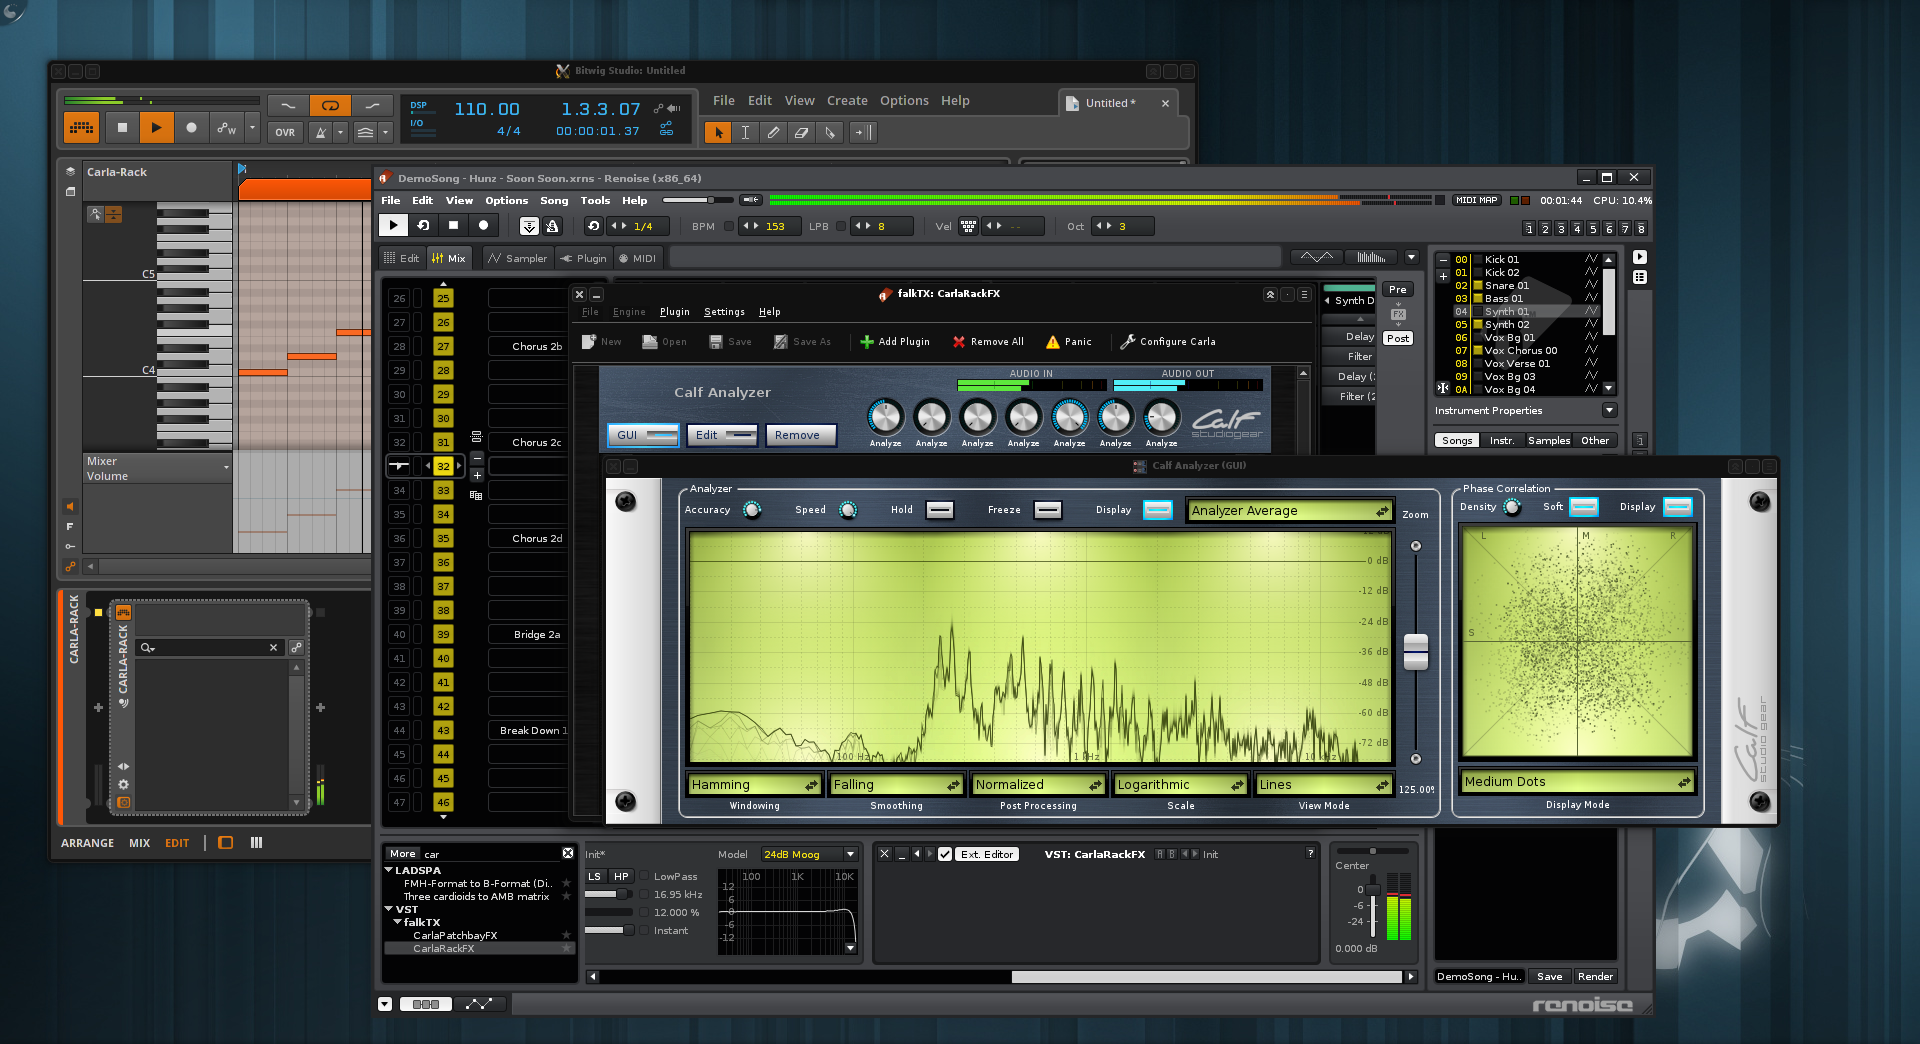 Bitwig Studio: Untitled
DSP 110.00 1.3.3.07
I/O 4/4 00:00:01.37
OVR
File Edit View Create Options Help
Untitled *
Carla-Rack
C5
C4
Mixer
Volume
F
CARLA-RACK
CARLA-RACK
ARRANGE MIX EDIT
DemoSong - Hunz - Soon Soon.xrns - Renoise (x86_64)
File Edit View Options Song Tools Help
MIDI MAP 00:01:44 CPU: 10.4%
1/4 BPM 153 LPB 8 Vel -- Oct 3
1 2 3 4 5 6 7 8
Edit Mix Sampler Plugin MIDI
26 25
27 26
28 27 Chorus 2b
29 28
30 29
31 30
32 31 Chorus 2c
32
34 33
35 34
36 35 Chorus 2d
37 36
38 37
39 38
40 39 Bridge 2a
41 40
42 41
43 42
44 43 Break Down 1
45 44
46 45
47 46
falkTX: CarlaRackFX
File Engine Plugin Settings Help
New Open Save Save As Add Plugin Remove All Panic Configure Carla
Calf Analyzer
AUDIO IN AUDIO OUT
GUI Edit Remove
Analyze Analyze Analyze Analyze Analyze Analyze Analyze
Calf studiogear
Synth D
Delay
Filter
Delay (
Filter (2
Pre
FX
Post
00 Kick 01
01 Kick 02
02 Snare 01
03 Bass 01
04 Synth 01
05 Synth 02
06 Vox Bg 01
07 Vox Chorus 00
08 Vox Verse 01
09 Vox Bg 03
0A Vox Bg 04
Instrument Properties
Songs Instr. Samples Other
Calf Analyzer (GUI)
Analyzer
Accuracy Speed Hold Freeze Display Analyzer Average Zoom
0 dB
-12 dB
-24 dB
-36 dB
-48 dB
-60 dB
-72 dB
100 Hz 1 kHz 10 kHz
125.00%
Hamming Falling Normalized Logarithmic Lines
Windowing Smoothing Post Processing Scale View Mode
Phase Correlation
Density Soft Display
L M R
S
Medium Dots
Display Mode
Calf studio gear
More car
LADSPA
FMH-Format to B-Format (Di..
Three cardioids to AMB matrix
VST
falkTX
CarlaPatchbayFX
CarlaRackFX
Init* Model 24dB Moog
LS HP LowPass
16.95 kHz
12.000 %
Instant
100 1K 10K
12
6
-0
-6
-12
Ext. Editor VST: CarlaRackFX A B Init ?
Center
0
-6
-24
0.000 dB
DemoSong - Hu.. Save Render
renoise